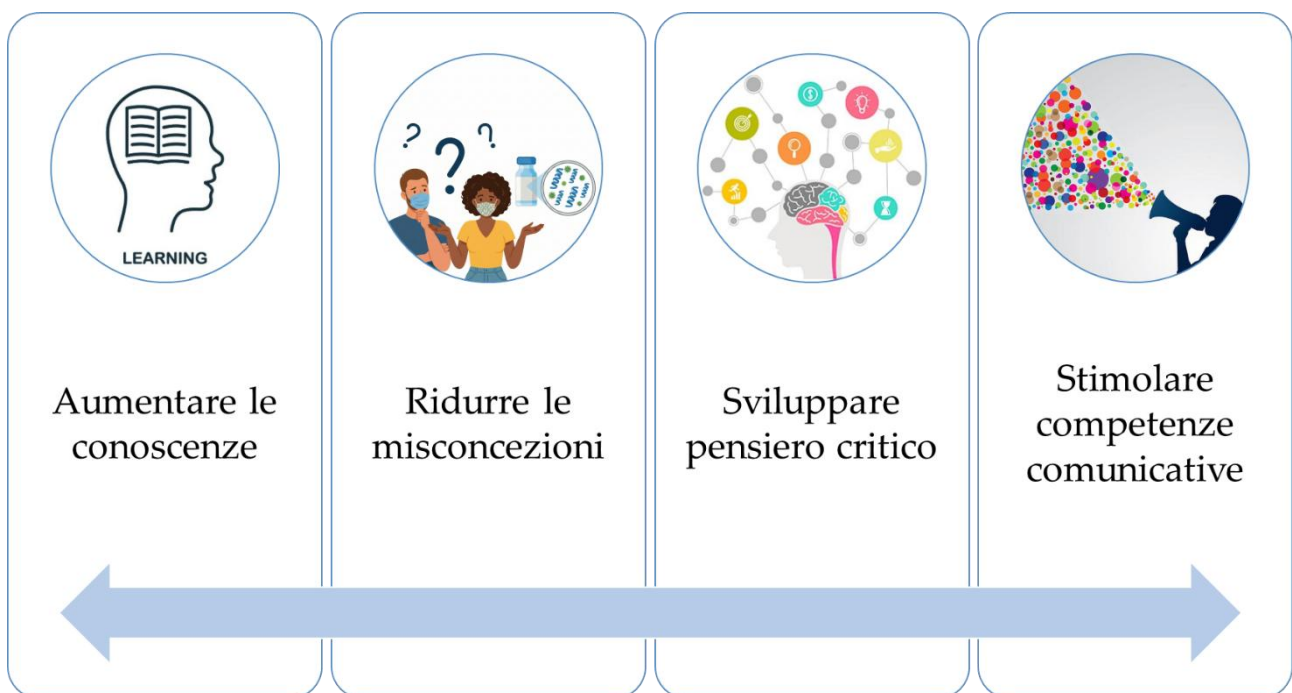 LEARNING
Aumentare le
conoscenze
Ridurre le
misconcezioni
Sviluppare
pensiero critico
Stimolare
competenze
comunicative